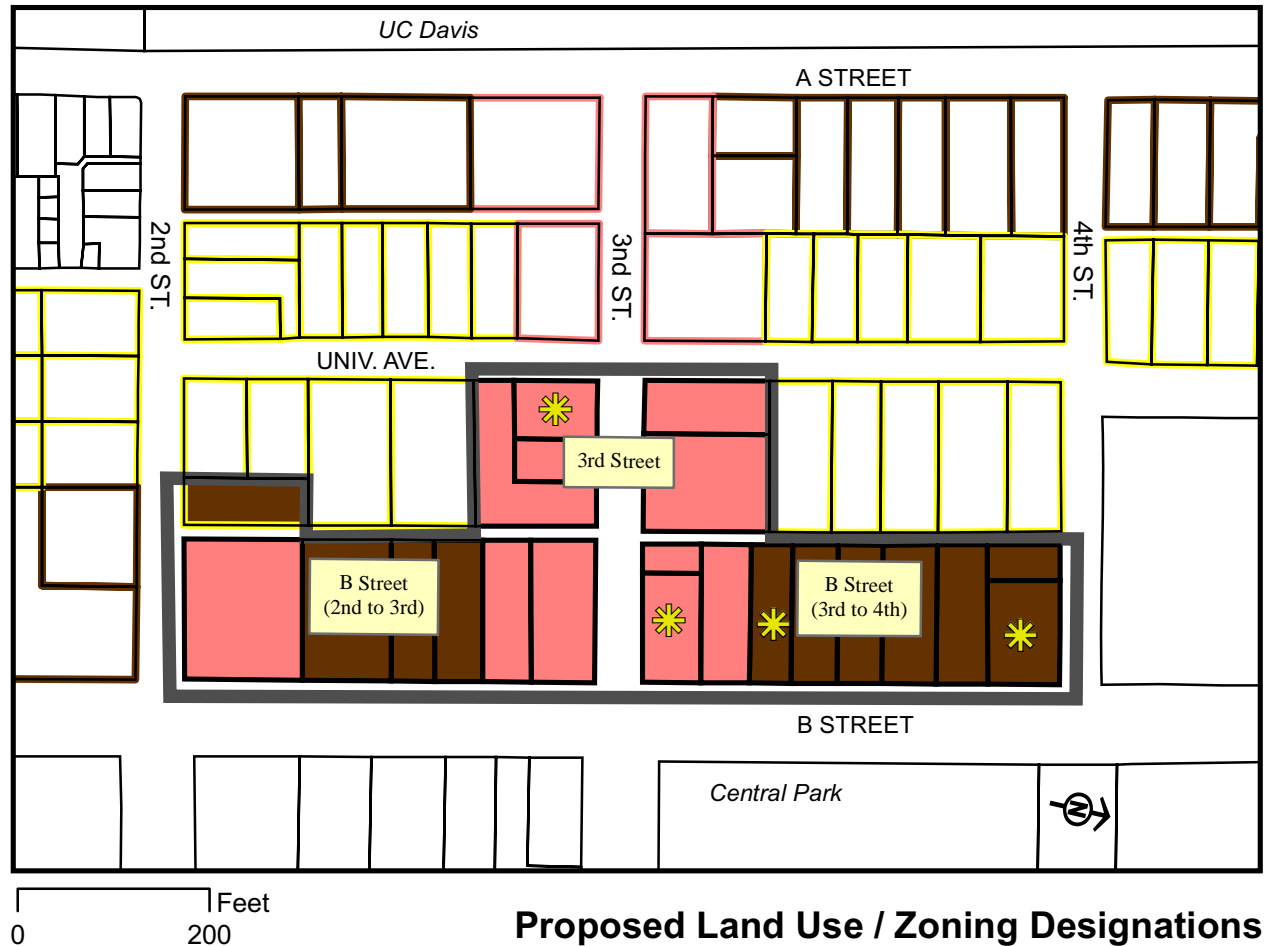 UC Davis
A STREET
2nd ST.
3nd ST.
4th ST.
UNIV. AVE.
3rd Street
B Street
(2nd to 3rd)
B Street
(3rd to 4th)
B STREET
Central Park
N
Feet
0 200
Proposed Land Use / Zoning Designations